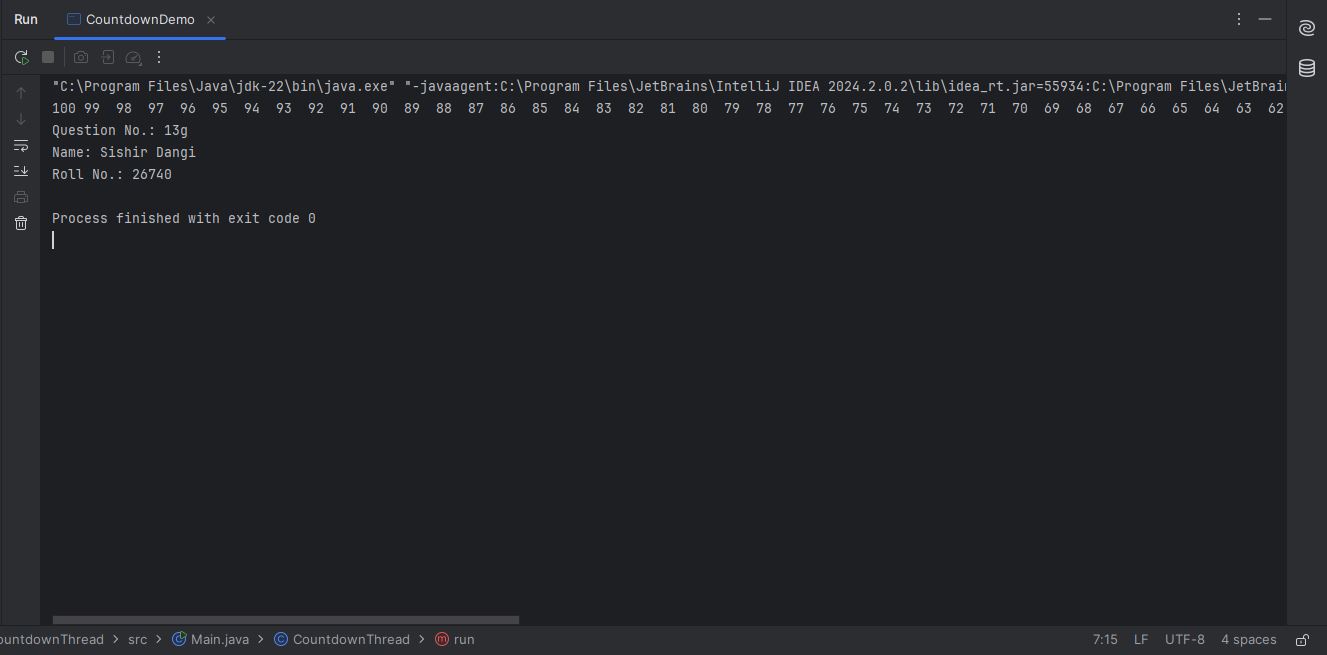 Run CountdownDemo
"C:\Program Files\Java\jdk-22\bin\java.exe" "-javaagent:C:\Program Files\JetBrains\IntelliJ IDEA 2024.2.0.2\lib\idea_rt.jar=55934:C:\Program Files\JetBrai
100 99 98 97 96 95 94 93 92 91 90 89 88 87 86 85 84 83 82 81 80 79 78 77 76 75 74 73 72 71 70 69 68 67 66 65 64 63 62
Question No.: 13g
Name: Sishir Dangi
Roll No.: 26740
Process finished with exit code 0
ountdownThread > src > Main.java > CountdownThread > run 7:15 LF UTF-8 4 spaces